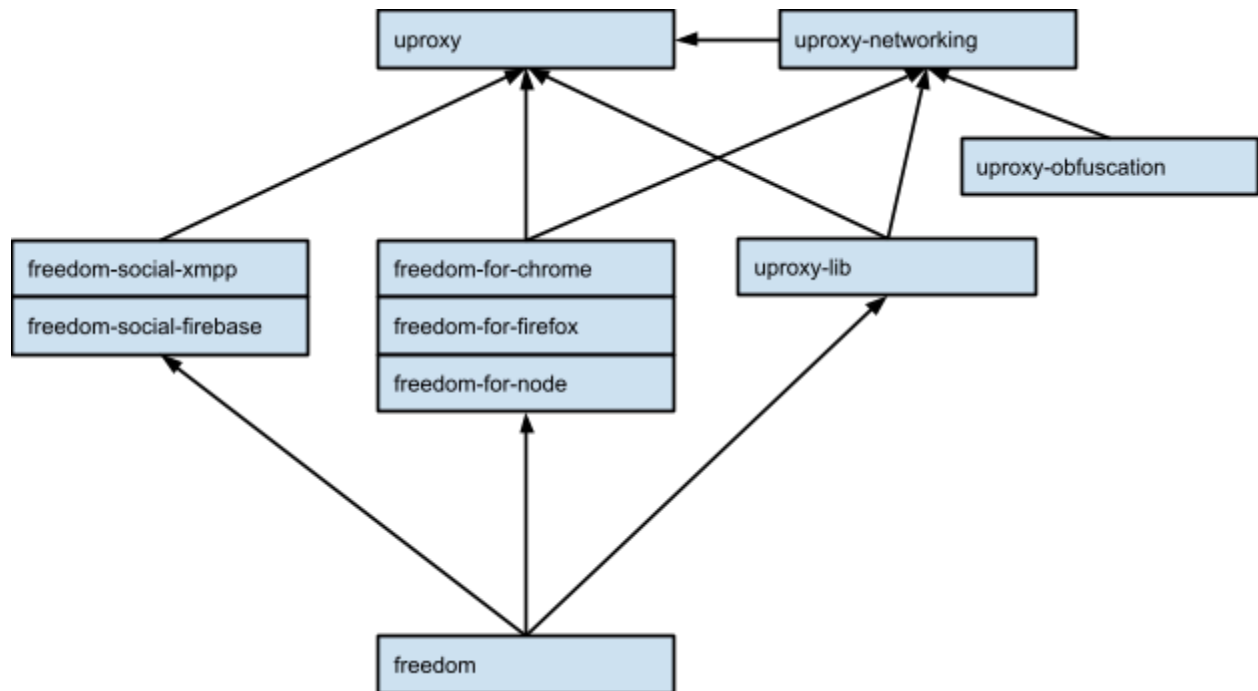 uproxy
uproxy-networking
uproxy-obfuscation
freedom-social-xmpp
freedom-social-firebase
freedom-for-chrome
freedom-for-firefox
freedom-for-node
uproxy-lib
freedom